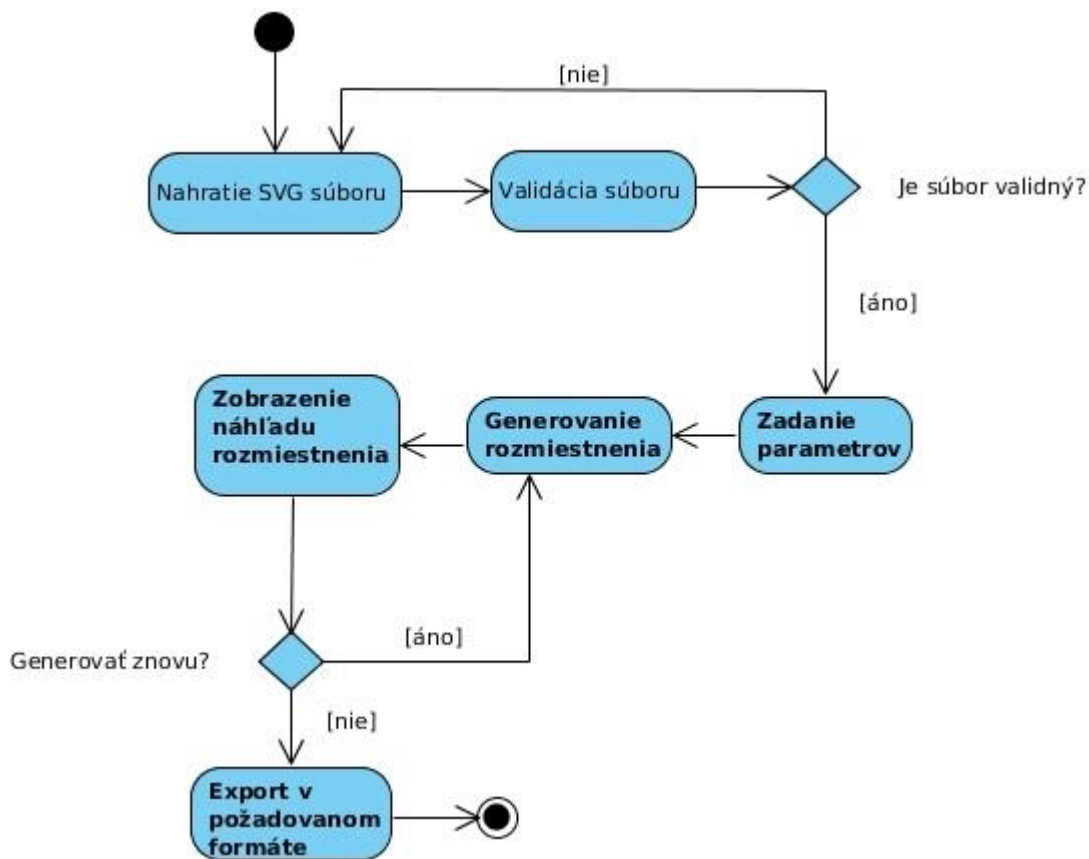 [nie]
Nahratie SVG súboru
Validácia súboru
Je súbor validný?
[áno]
Zobrazenie
náhľadu
rozmiestnenia
Generovanie
rozmiestnenia
Zadanie
parametrov
Generovať znovu?
[áno]
[nie]
Export v
požadovanom
formáte